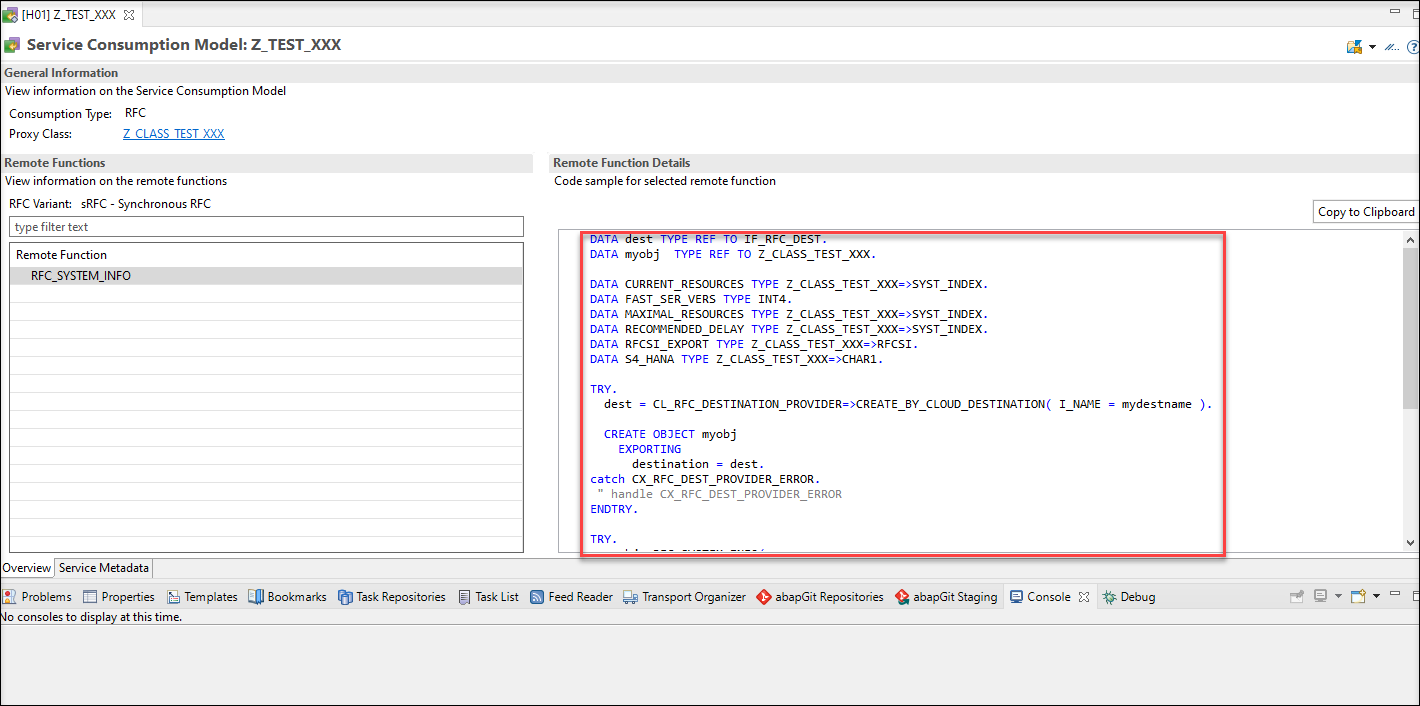 [H01] Z_TEST_XXX
Service Consumption Model: Z_TEST_XXX
General Information
View information on the Service Consumption Model
Consumption Type: RFC
Proxy Class: Z_CLASS_TEST_XXX
Remote Functions
View information on the remote functions
RFC Variant: sRFC - Synchronous RFC
type filter text
Remote Function
RFC_SYSTEM_INFO
Remote Function Details
Code sample for selected remote function
Copy to Clipboard
DATA dest TYPE REF TO IF_RFC_DEST.
DATA myobj  TYPE REF TO Z_CLASS_TEST_XXX.
DATA CURRENT_RESOURCES TYPE Z_CLASS_TEST_XXX=>SYST_INDEX.
DATA FAST_SER_VERS TYPE INT4.
DATA MAXIMAL_RESOURCES TYPE Z_CLASS_TEST_XXX=>SYST_INDEX.
DATA RECOMMENDED_DELAY TYPE Z_CLASS_TEST_XXX=>SYST_INDEX.
DATA RFCSI_EXPORT TYPE Z_CLASS_TEST_XXX=>RFCSI.
DATA S4_HANA TYPE Z_CLASS_TEST_XXX=>CHAR1.
TRY.
dest = CL_RFC_DESTINATION_PROVIDER=>CREATE_BY_CLOUD_DESTINATION( I_NAME = mydestname ).
CREATE OBJECT myobj
EXPORTING
destination = dest.
catch CX_RFC_DEST_PROVIDER_ERROR.
" handle CX_RFC_DEST_PROVIDER_ERROR
ENDTRY.
TRY.
Overview Service Metadata
Problems Properties Templates Bookmarks Task Repositories Task List Feed Reader Transport Organizer abapGit Repositories abapGit Staging Console Debug
No consoles to display at this time.